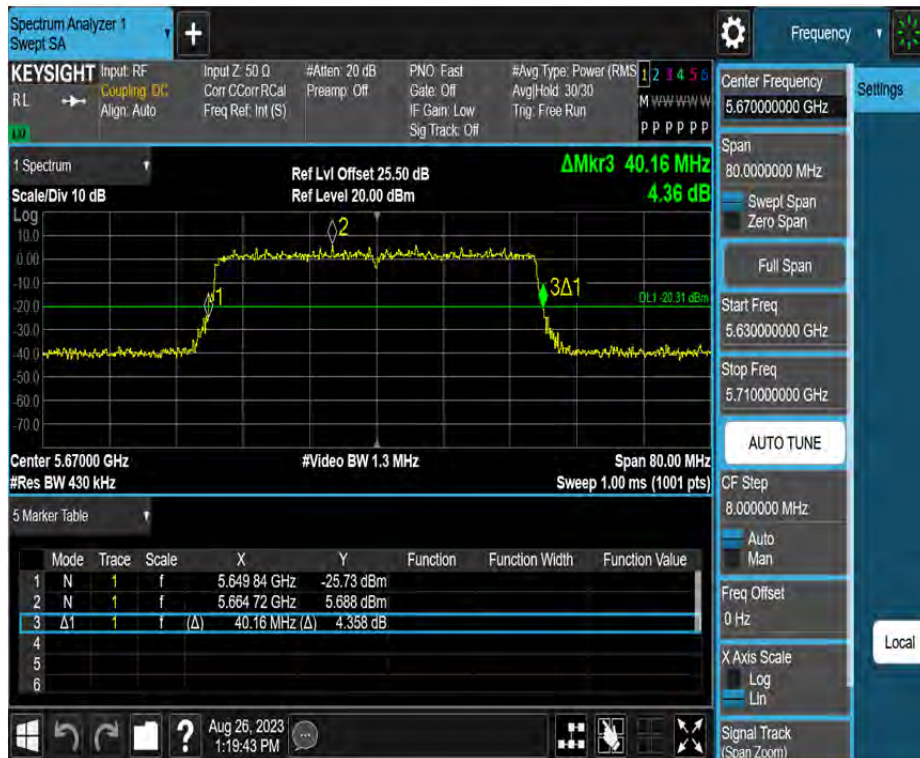 Spectrum Analyzer 1
Swept SA
+
Frequency
KEYSIGHT Input: RF Input Z: 50 Ω #Atten: 20 dB PNO: Fast #Avg Type: Power (RMS 1 2 3 4 5 6
RL Coupling: DC Corr CCorr RCal Preamp: Off Gate: Off Avg|Hold: 30/30 M W W W W W
Align: Auto Freq Ref: Int (S) IF Gain: Low Trig: Free Run
Sig Track: Off P P P P P P
1 Spectrum
Ref Lvl Offset 25.50 dB ΔMkr3 40.16 MHz
Scale/Div 10 dB Ref Level 20.00 dBm 4.36 dB
Log
10.0
0.00
-10.0
-20.0
-30.0
-40.0
-50.0
-60.0
-70.0
2
1
3Δ1
DL1 -20.31 dBm
Center 5.67000 GHz #Video BW 1.3 MHz Span 80.00 MHz
#Res BW 430 kHz Sweep 1.00 ms (1001 pts)
5 Marker Table
Mode Trace Scale X Y Function Function Width Function Value
1 N 1 f 5.649 84 GHz -25.73 dBm
2 N 1 f 5.664 72 GHz 5.688 dBm
3 Δ1 1 f (Δ) 40.16 MHz (Δ) 4.358 dB
4
5
6
?
Aug 26, 2023
1:19:43 PM
Center Frequency
5.670000000 GHz
Settings
Span
80.0000000 MHz
Swept Span
Zero Span
Full Span
Start Freq
5.630000000 GHz
Stop Freq
5.710000000 GHz
AUTO TUNE
CF Step
8.000000 MHz
Auto
Man
Freq Offset
0 Hz
Local
X Axis Scale
Log
Lin
Signal Track
(Span Zoom)